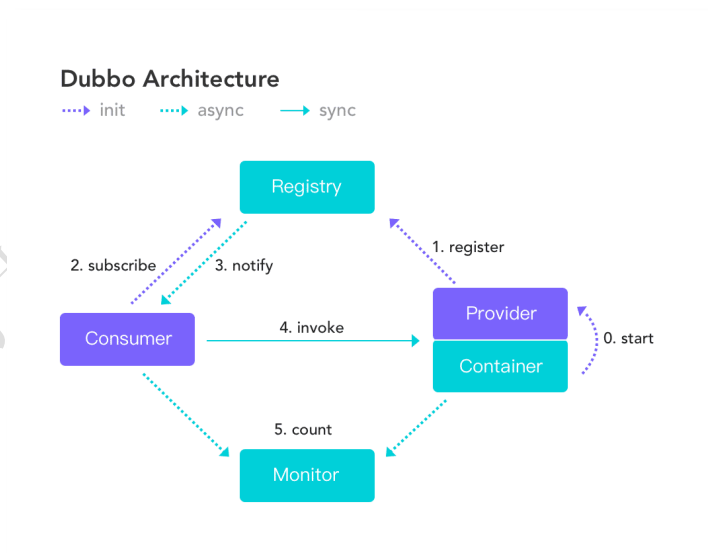 Dubbo Architecture
init async sync
Registry
1. register
2. subscribe 3. notify
Provider
4. invoke
Consumer
0. start
Container
5. count
Monitor